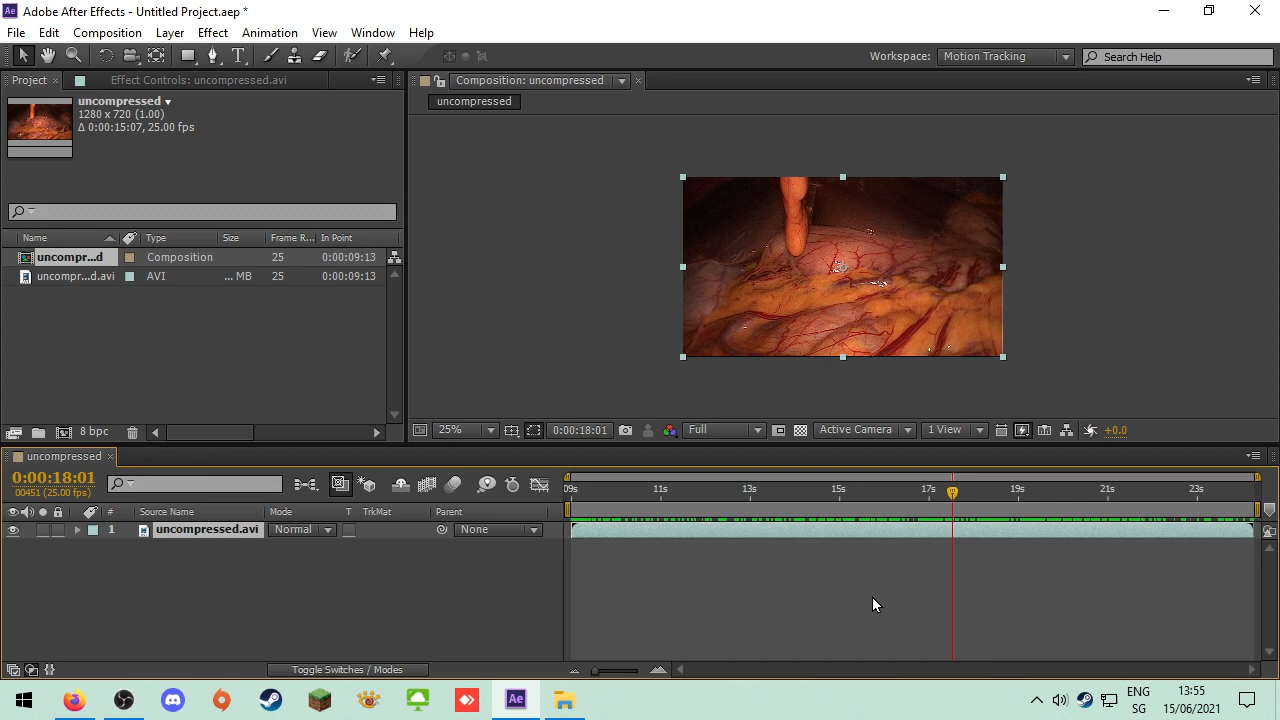 Ae Adobe After Effects - Untitled Project.aep *
File Edit Composition Layer Effect Animation View Window Help
T Workspace: Motion Tracking Search Help
Project × Effect Controls: uncompressed.avi
Composition: uncompressed ×
uncompressed
1280 x 720 (1.00)
Δ 0:00:15:07, 25.00 fps
uncompressed
Name Type Size Frame R... In Point
uncompr...d Composition 25 0:00:09:13
uncompr...d.avi AVI ... MB 25 0:00:09:13
8 bpc
25% 0:00:18:01 Full Active Camera 1 View +0.0
uncompressed ×
0:00:18:01
00451 (25.00 fps)
09s 11s 13s 15s 17s 19s 21s 23s
# Source Name Mode T TrkMat Parent
1 uncompressed.avi Normal None
Toggle Switches / Modes
Ae
ENG
SG
13:55
15/06/2021